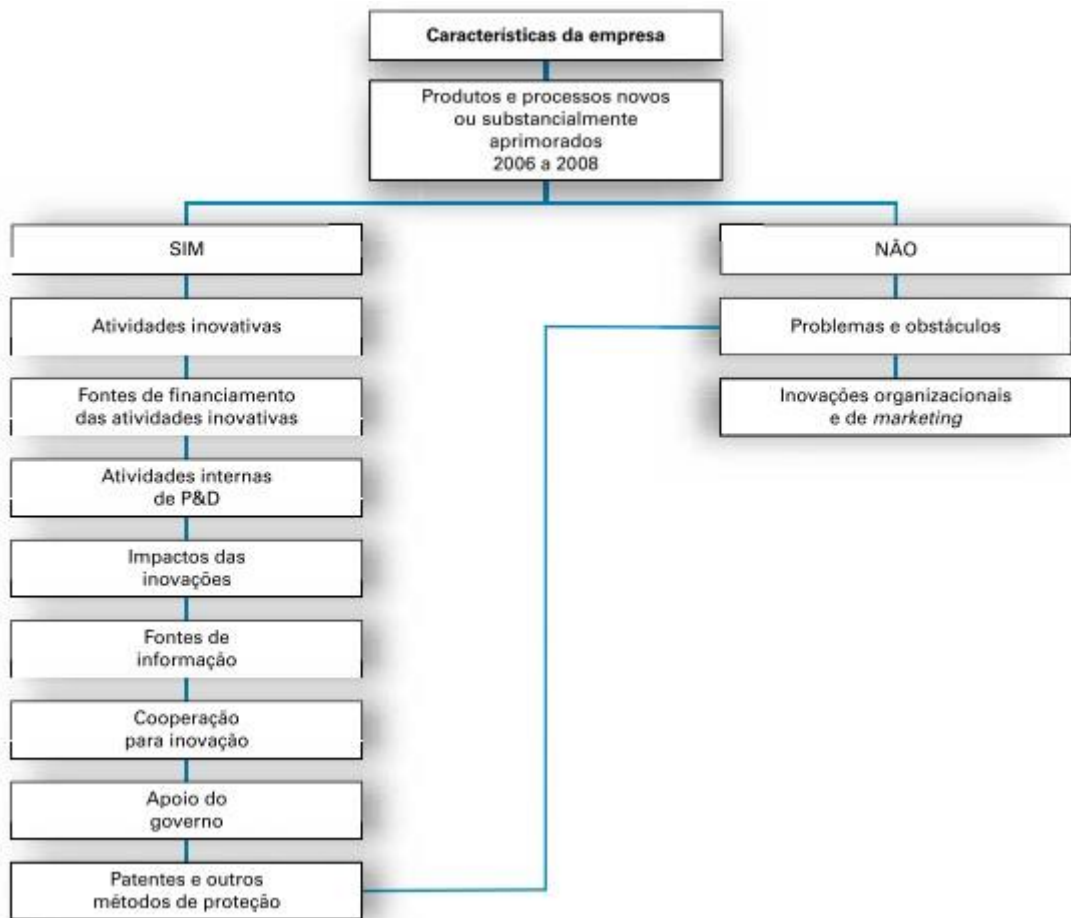 Características da empresa
Produtos e processos novos
ou substancialmente
aprimorados
2006 a 2008
SIM
NÃO
Atividades inovativas
Problemas e obstáculos
Fontes de financiamento
das atividades inovativas
Inovações organizacionais
e de marketing
Atividades internas
de P&D
Impactos das
inovações
Fontes de
informação
Cooperação
para inovação
Apoio do
governo
Patentes e outros
métodos de proteção